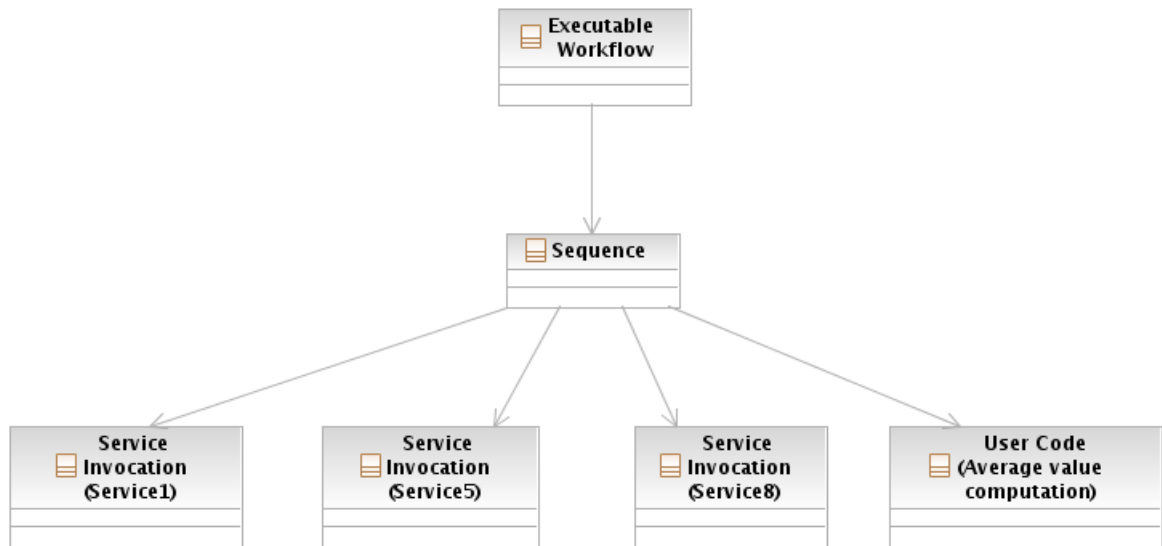 Executable
Workflow
Sequence
Service
Invocation
(Service1)
Service
Invocation
(Service5)
Service
Invocation
(Service8)
User Code
(Average value
computation)